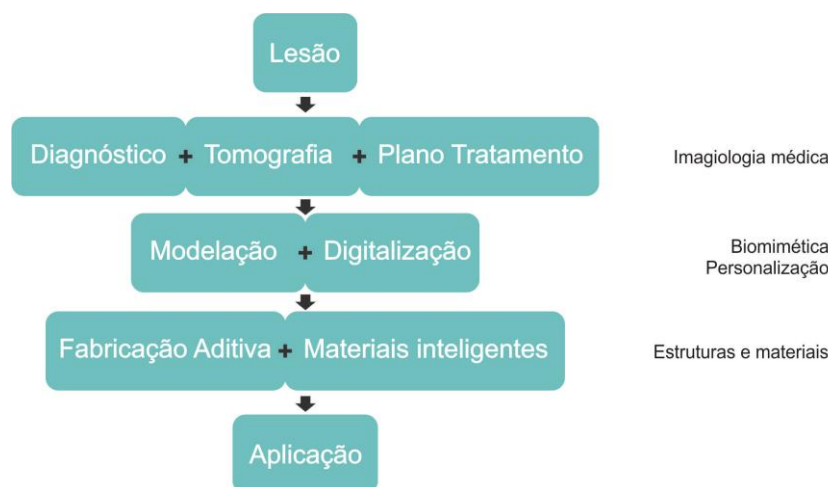 Lesão
Diagnóstico + Tomografia + Plano Tratamento
Imagiologia médica
Modelação + Digitalização
Biomimética
Personalização
Fabricação Aditiva + Materiais inteligentes
Estruturas e materiais
Aplicação